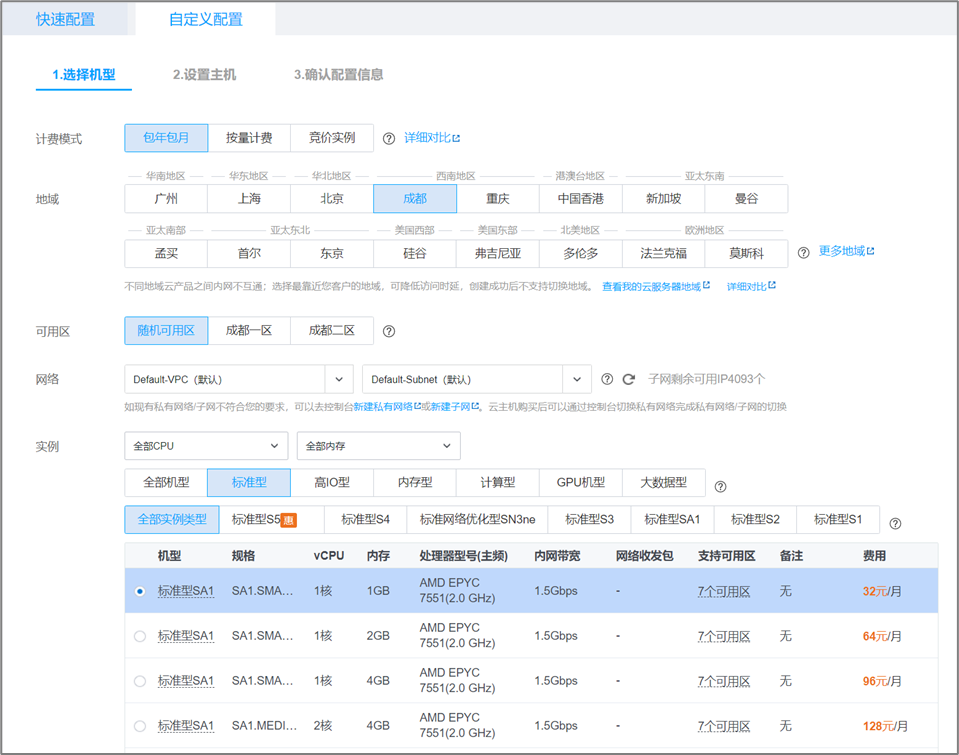 快速配置 自定义配置
1.选择机型 2.设置主机 3.确认配置信息
计费模式 包年包月 按量计费 竞价实例 详细对比
华南地区 华东地区 华北地区 西南地区 港澳台地区 亚太东南
地域 广州 上海 北京 成都 重庆 中国香港 新加坡 曼谷
亚太南部 亚太东北 美国西部 美国东部 北美地区 欧洲地区
孟买 首尔 东京 硅谷 弗吉尼亚 多伦多 法兰克福 莫斯科 更多地域
不同地域云产品之间内网不互通；选择最靠近您客户的地域，可降低访问时延，创建成功后不支持切换地域。 查看我的云服务器地域 详细对比
可用区 随机可用区 成都一区 成都二区
网络 Default-VPC（默认） Default-Subnet（默认） 子网剩余可用IP4093个
如现有私有网络/子网不符合您的要求，可以去控制台新建私有网络或新建子网。云主机购买后可以通过控制台切换私有网络完成私有网络/子网的切换
实例 全部CPU 全部内存
全部机型 标准型 高IO型 内存型 计算型 GPU机型 大数据型
全部实例类型 标准型S5 惠 标准型S4 标准网络优化型SN3ne 标准型S3 标准型SA1 标准型S2 标准型S1
机型 规格 vCPU 内存 处理器型号(主频) 内网带宽 网络收发包 支持可用区 备注 费用
标准型SA1 SA1.SMA... 1核 1GB AMD EPYC 7551(2.0 GHz) 1.5Gbps - 7个可用区 无 32元/月
标准型SA1 SA1.SMA... 1核 2GB AMD EPYC 7551(2.0 GHz) 1.5Gbps - 7个可用区 无 64元/月
标准型SA1 SA1.SMA... 1核 4GB AMD EPYC 7551(2.0 GHz) 1.5Gbps - 7个可用区 无 96元/月
标准型SA1 SA1.MEDI... 2核 4GB AMD EPYC 7551(2.0 GHz) 1.5Gbps - 7个可用区 无 128元/月